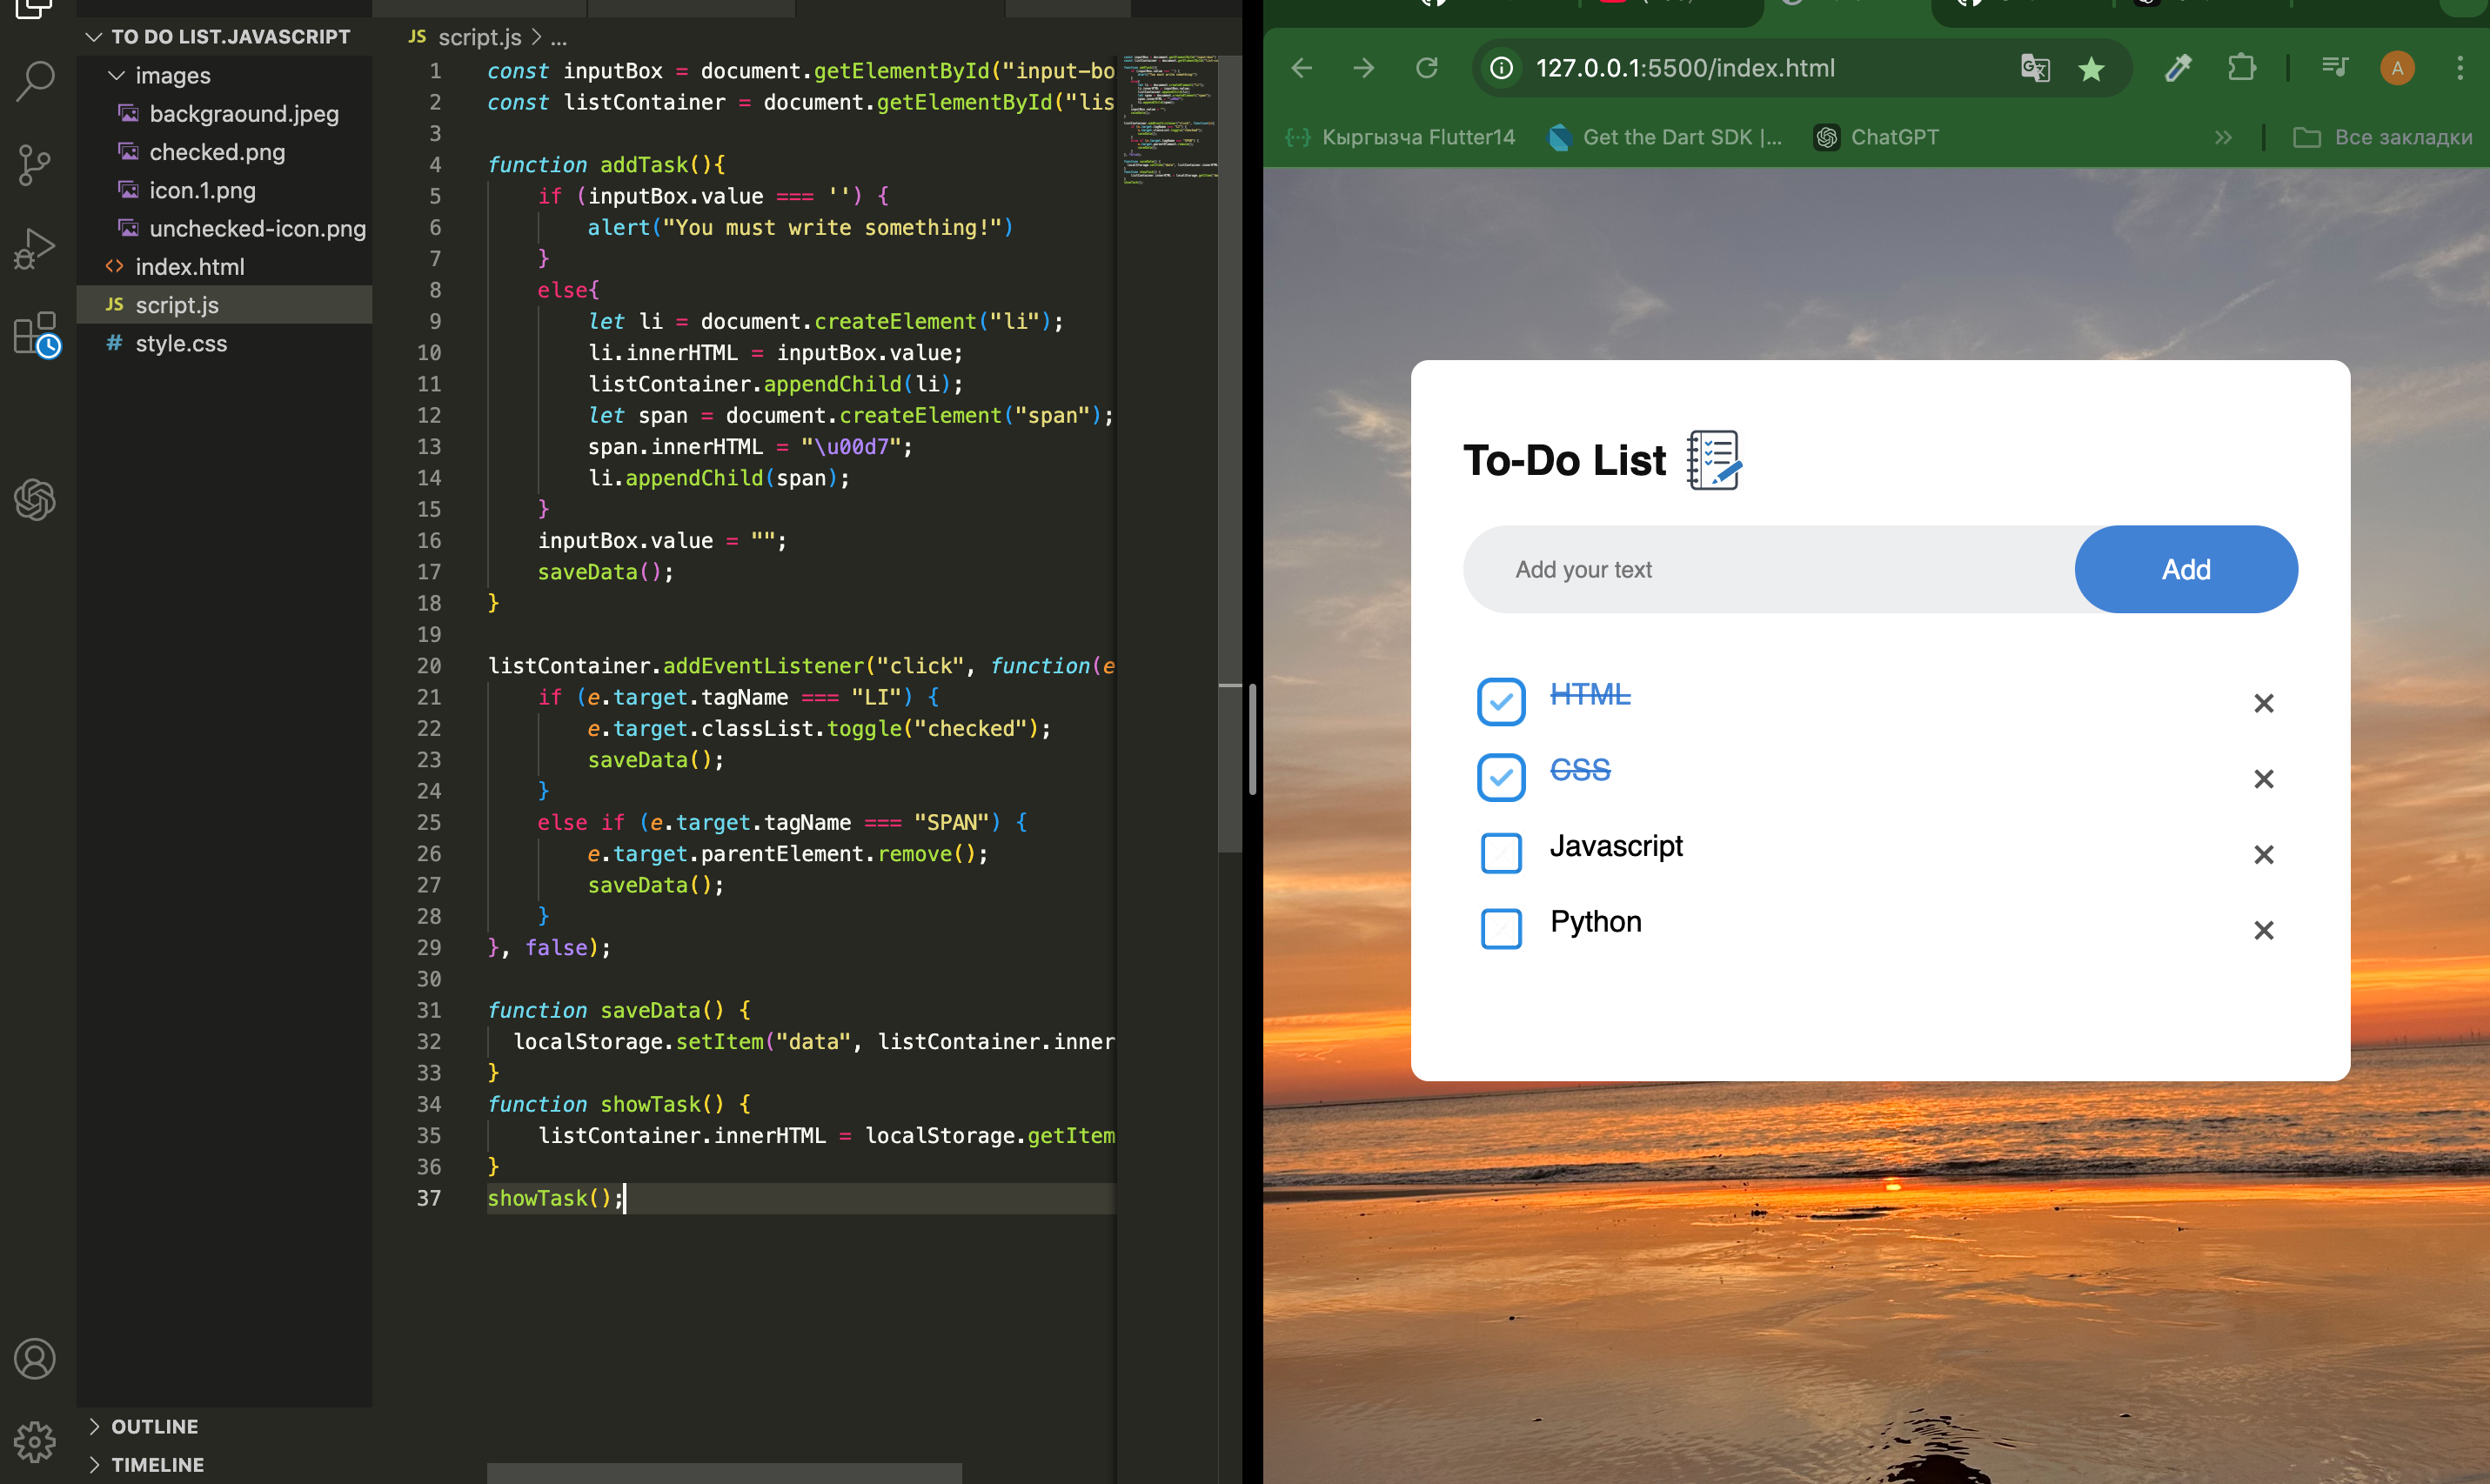 TO DO LIST.JAVASCRIPT
images
backgraound.jpeg
checked.png
icon.1.png
unchecked-icon.png
index.html
JS script.js
# style.css
OUTLINE
TIMELINE
JS script.js > ...
1 const inputBox = document.getElementById("input-bo
2 const listContainer = document.getElementById("lis
3
4 function addTask(){
5 if (inputBox.value === '') {
6 alert("You must write something!")
7 }
8 else{
9 let li = document.createElement("li");
10 li.innerHTML = inputBox.value;
11 listContainer.appendChild(li);
12 let span = document.createElement("span");
13 span.innerHTML = "\u00d7";
14 li.appendChild(span);
15 }
16 inputBox.value = "";
17 saveData();
18 }
19
20 listContainer.addEventListener("click", function(e
21 if (e.target.tagName === "LI") {
22 e.target.classList.toggle("checked");
23 saveData();
24 }
25 else if (e.target.tagName === "SPAN") {
26 e.target.parentElement.remove();
27 saveData();
28 }
29 }, false);
30
31 function saveData() {
32 localStorage.setItem("data", listContainer.inner
33 }
34 function showTask() {
35 listContainer.innerHTML = localStorage.getItem
36 }
37 showTask();
127.0.0.1:5500/index.html
A
Кыргызча Flutter14
Get the Dart SDK |...
ChatGPT
Все закладки
To-Do List
Add your text
Add
HTML ×
CSS ×
Javascript ×
Python ×